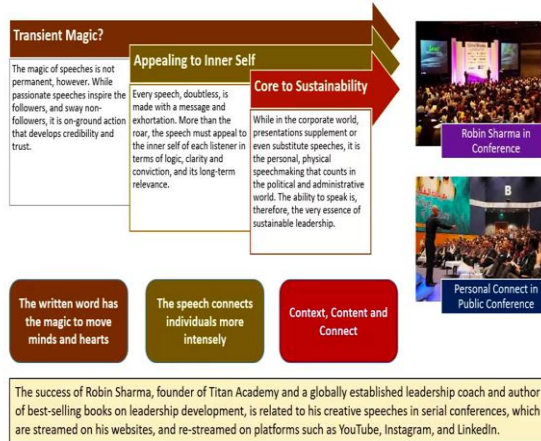 Transient Magic?
The magic of speeches is not
permanent, however. While
passionate speeches inspire the
followers, and sway non-
followers, it is on-ground action
that develops credibility and
trust.
Appealing to Inner Self
Every speech, doubtless, is
made with a message and
exhortation. More than the
roar, the speech must appeal to
the inner self of each listener in
terms of logic, clarity and
conviction, and its long-term
relevance.
Core to Sustainability
While in the corporate world,
presentations supplement or
even substitute speeches, it is
the personal, physical
speechmaking that counts in
the political and administrative
world. The ability to speak is,
therefore, the very essence of
sustainable leadership.
Robin Sharma in
Conference
B
Personal Connect in
Public Conference
The written word has
the magic to move
minds and hearts
The speech connects
individuals more
intensely
Context, Content and
Connect
The success of Robin Sharma, founder of Titan Academy and a globally established leadership coach and author
of best-selling books on leadership development, is related to his creative speeches in serial conferences, which
are streamed on his websites, and re-streamed on platforms such as YouTube, Instagram, and LinkedIn.